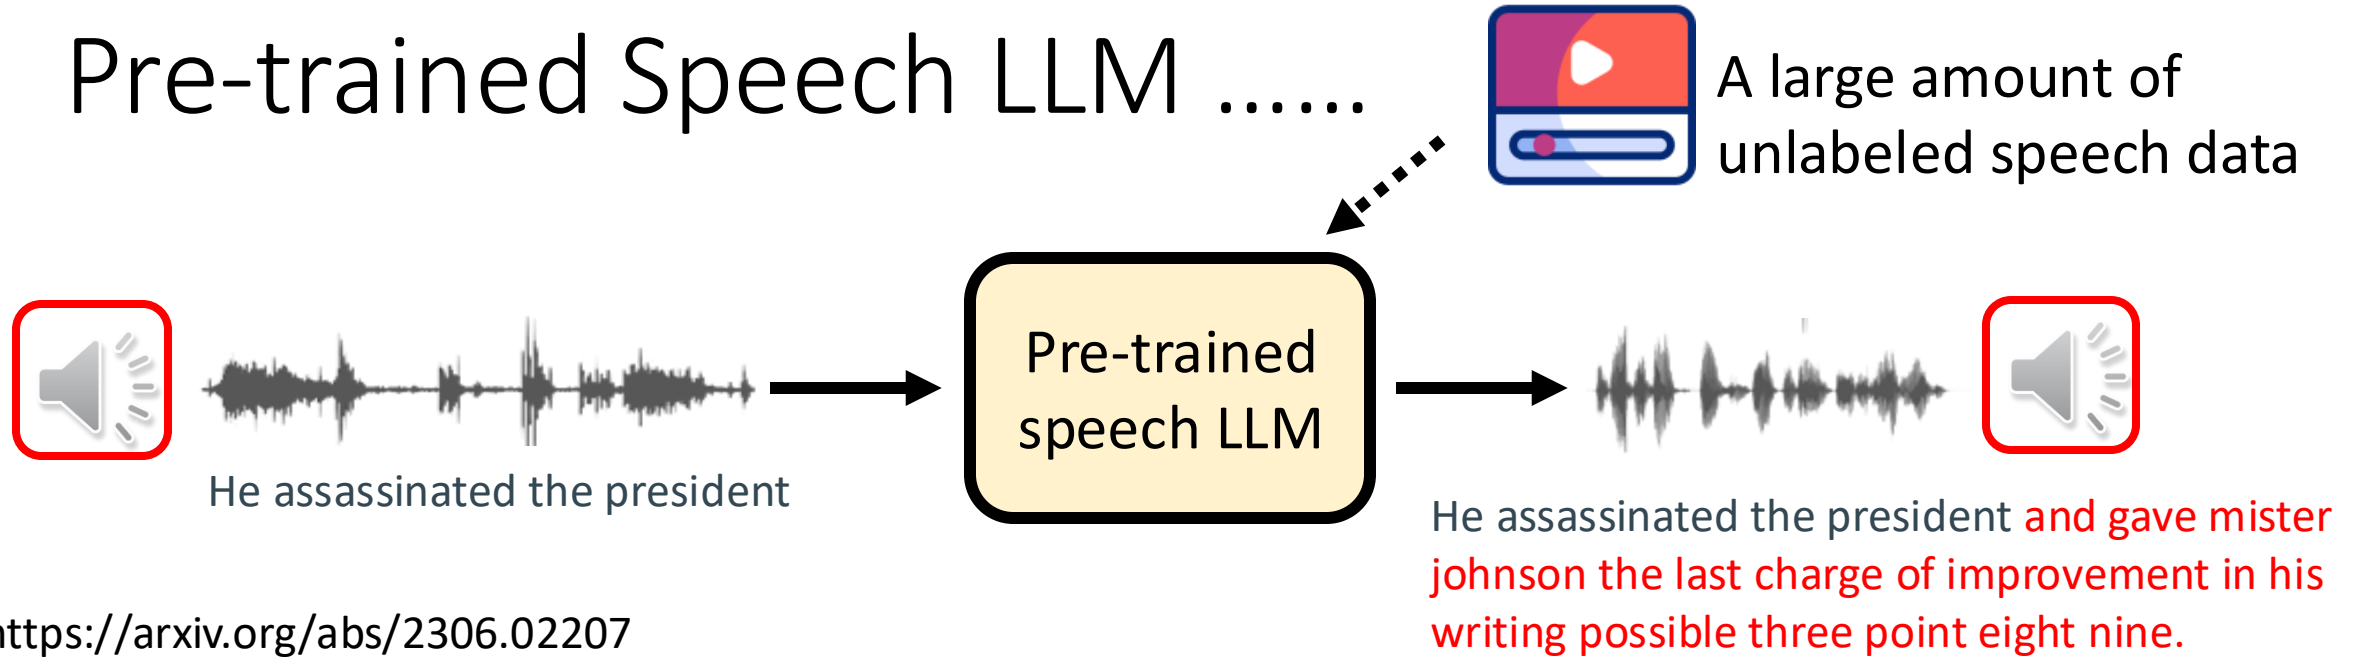 Pre-trained Speech LLM ……
A large amount of
unlabeled speech data
Pre-trained
speech LLM
He assassinated the president
He assassinated the president and gave mister
johnson the last charge of improvement in his
writing possible three point eight nine.
https://arxiv.org/abs/2306.02207